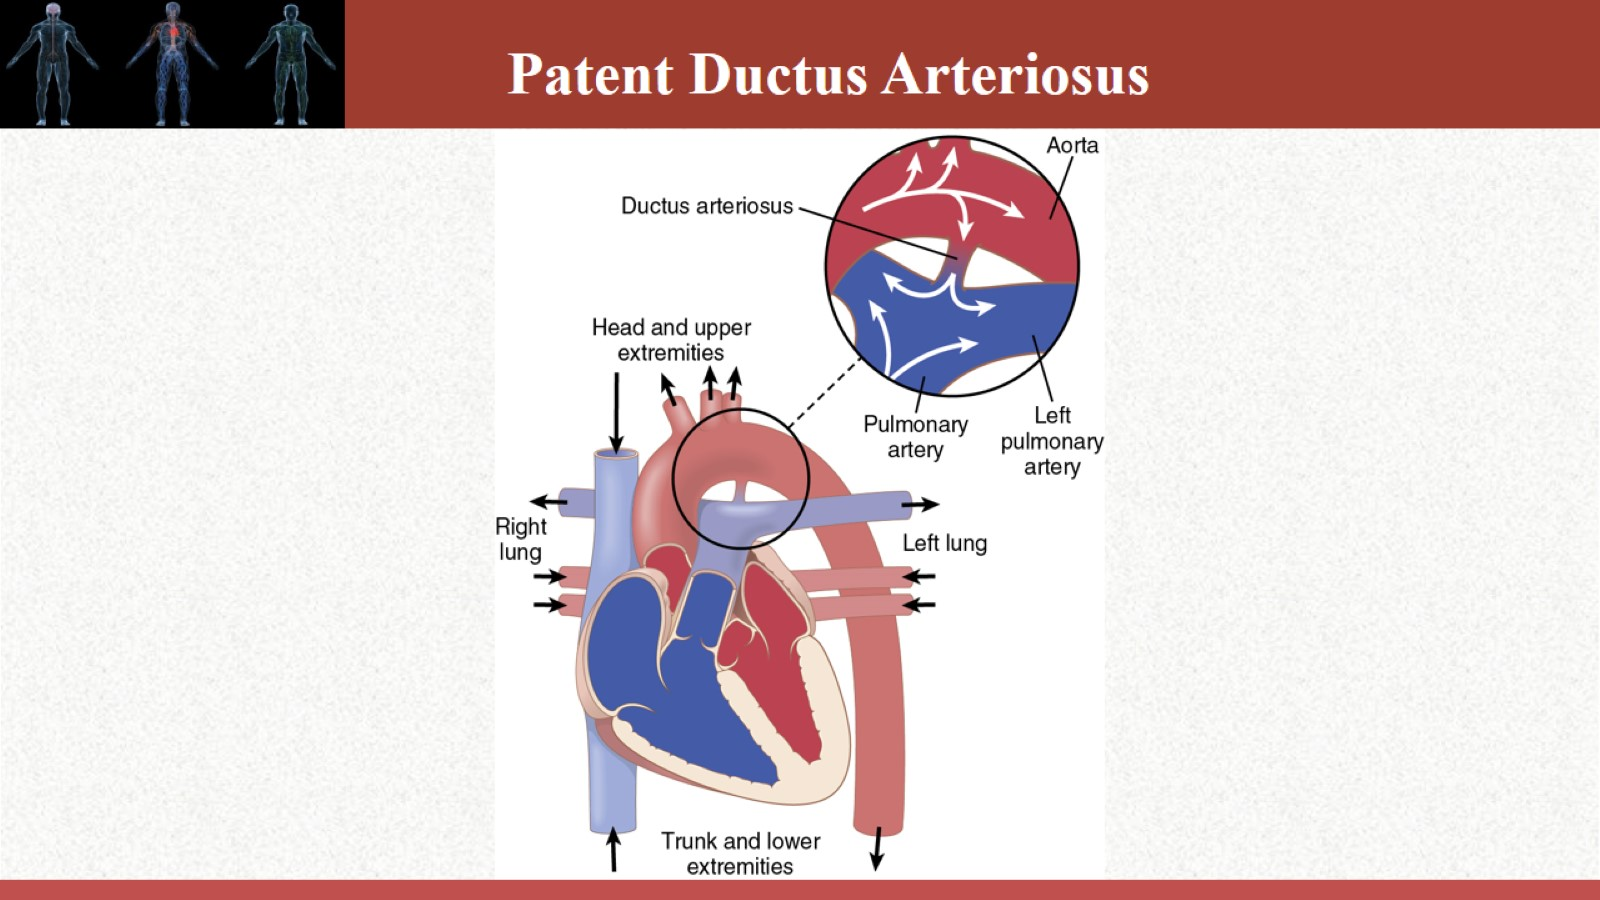 Patent Ductus Arteriosus
Aorta
Ductus arteriosus
Head and upper
extremities
Pulmonary
artery
Left
pulmonary
artery
Right
lung
Left lung
Trunk and lower
extremities